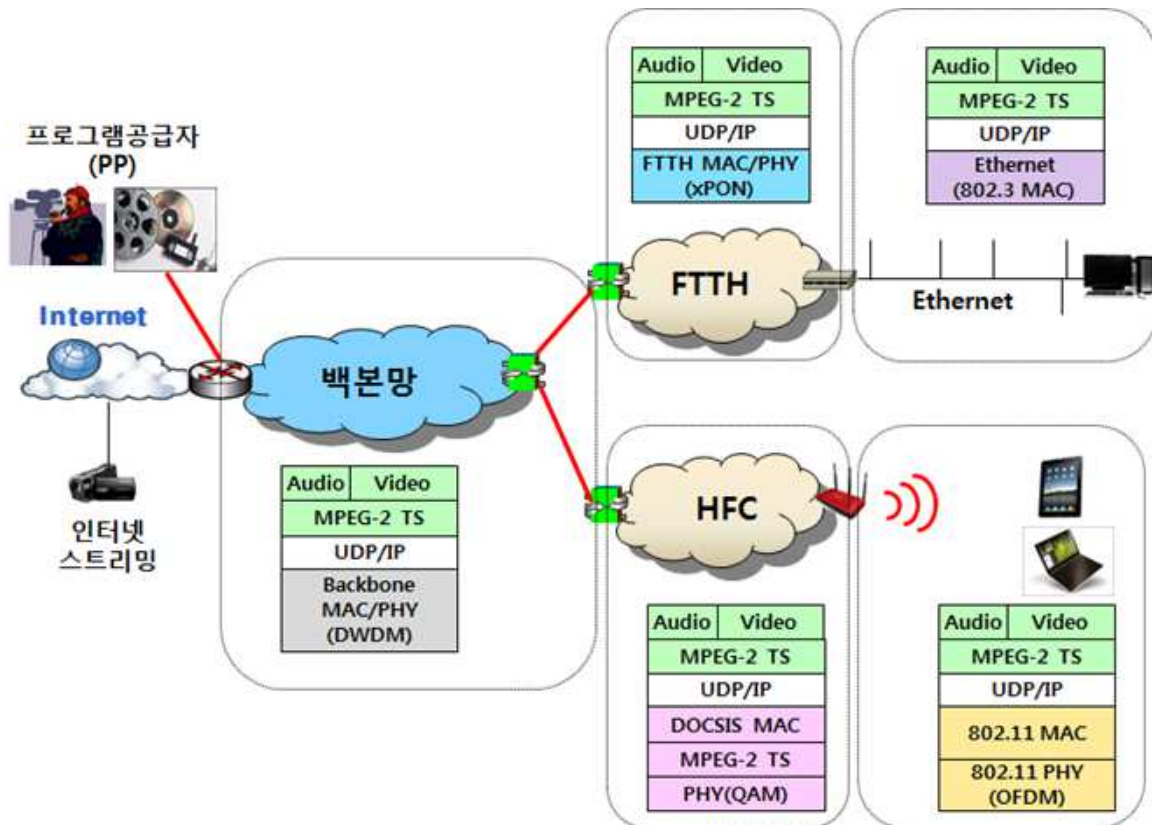 프로그램공급자
(PP)
Internet
인터넷
스트리밍
백본망
Audio Video
MPEG-2 TS
UDP/IP
Backbone
MAC/PHY
(DWDM)
Audio Video
MPEG-2 TS
UDP/IP
FTTH MAC/PHY
(xPON)
FTTH
Audio Video
MPEG-2 TS
UDP/IP
Ethernet
(802.3 MAC)
Ethernet
HFC
Audio Video
MPEG-2 TS
UDP/IP
DOCSIS MAC
MPEG-2 TS
PHY(QAM)
Audio Video
MPEG-2 TS
UDP/IP
802.11 MAC
802.11 PHY
(OFDM)